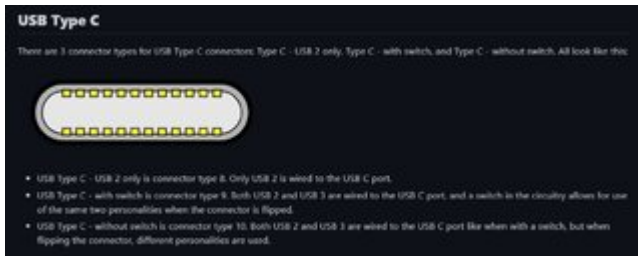 USB Type C
There are 3 connector types for USB Type C connectors: Type C - USB 2 only, Type C - with switch, and Type C - without switch. All look like this:
• USB Type C - USB 2 only is connector type 8. Only USB 2 is wired to the USB C port.
• USB Type C - with switch is connector type 9. Both USB 2 and USB 3 are wired to the USB C port, and a switch in the circuitry allows for use
of the same two personalities when the connector is flipped.
• USB Type C - without switch is connector type 10. Both USB 2 and USB 3 are wired to the USB C port like when with a switch, but when
flipping the connector, different personalities are used.